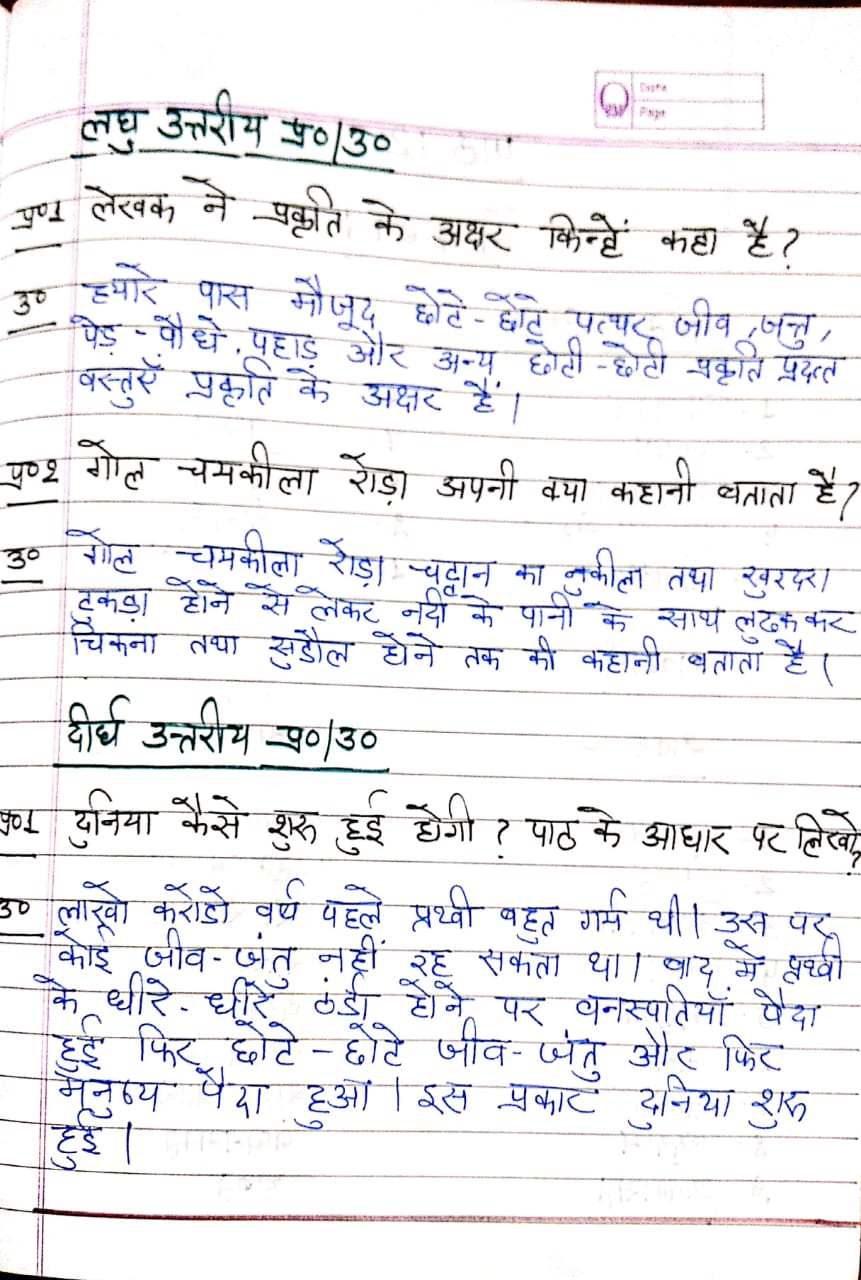 Date
Page
लघु उत्तरीय प्र०/उ०
प्र०1 लेखक ने प्रकृति के अक्षर किन्हें कहा है?
उ० हमारे पास मौजूद छोटे-छोटे पत्थर, जीव, जन्तु,
पेड़-पौधे, पहाड़ और अन्य छोटी-छोटी प्रकृति प्रदत्त
वस्तुएँ प्रकृति के अक्षर हैं।
प्र०2 गोल चमकीला रोड़ा अपनी क्या कहानी बताता है?
उ० गोल चमकीला रोड़ा चट्टान का नुकीला तथा खुरदरा
टुकड़ा होने से लेकर नदी के पानी के साथ लुढ़ककर
चिकना तथा सुडौल होने तक की कहानी बताता है।
दीर्घ उत्तरीय प्र०/उ०
प्र०1 दुनिया कैसे शुरू हुई होगी? पाठ के आधार पर लिखो?
उ० लाखों करोडो वर्ष पहले प्रथ्वी बहुत गर्म थी। उस पर
कोई जीव-जंतु नहीं रह सकता था। बाद में प्रथ्वी
के धीरे-धीरे ठंडी होने पर वनस्पतियाँ पैदा
हुई फिर छोटे-छोटे जीव-जंतु और फिर
मनुष्य पैदा हुआ। इस प्रकार दुनिया शुरू
हुई।